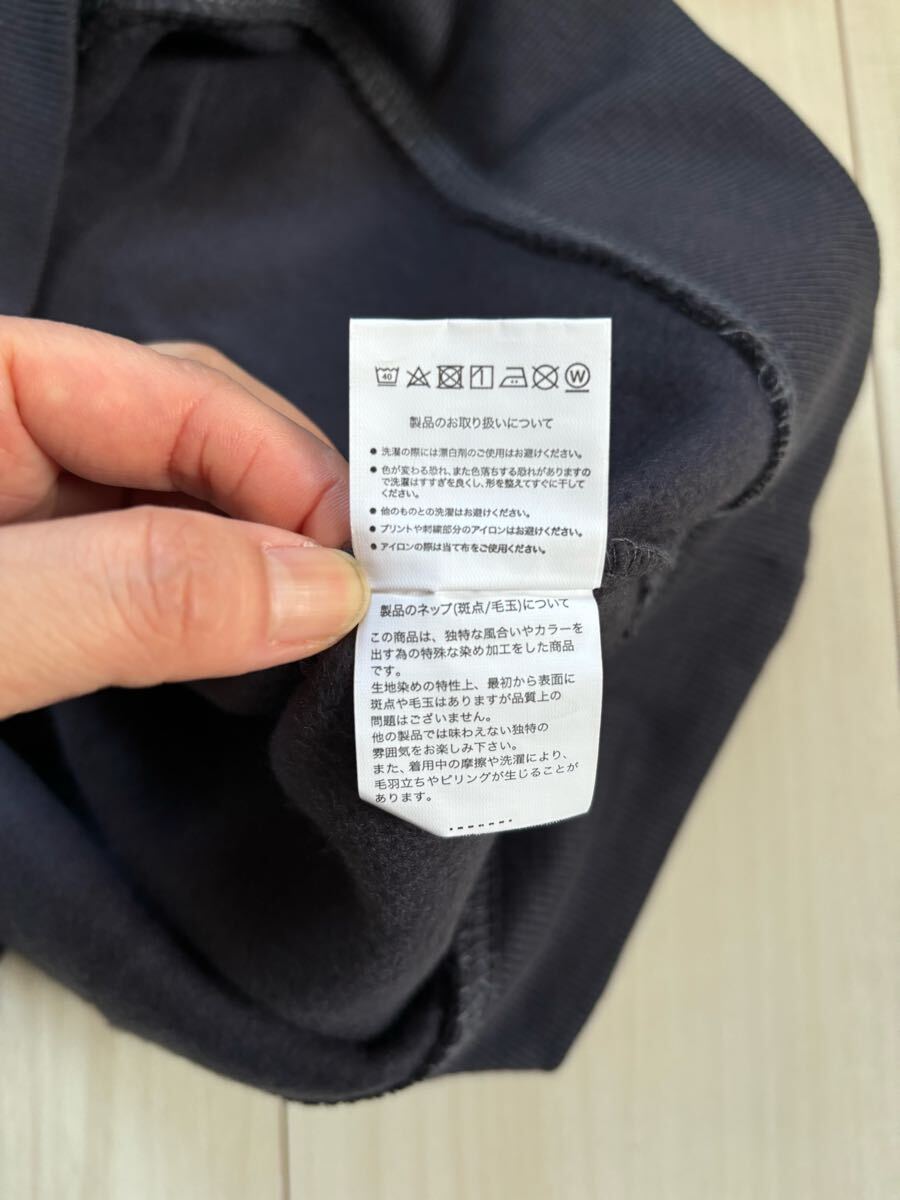 40 W
製品のお取り扱いについて
● 洗濯の際には漂白剤のご使用はお避けください。
● 色が変わる恐れ、また色落ちする恐れがありますの
で洗濯はすすぎを良くし、形を整えてすぐに干して
ください。
● 他のものとの洗濯はお避けください。
● プリントや刺繍部分のアイロンはお避けください。
● アイロンの際は当て布をご使用ください。
製品のネップ(斑点/毛玉)について
この商品は、独特な風合いやカラーを
出す為の特殊な染め加工をした商品
です。
生地染めの特性上、最初から表面に
斑点や毛玉はありますが品質上の
問題はございません。
他の製品では味わえない独特の
雰囲気をお楽しみ下さい。
また、着用中の摩擦や洗濯により、
毛羽立ちやピリングが生じることが
あります。